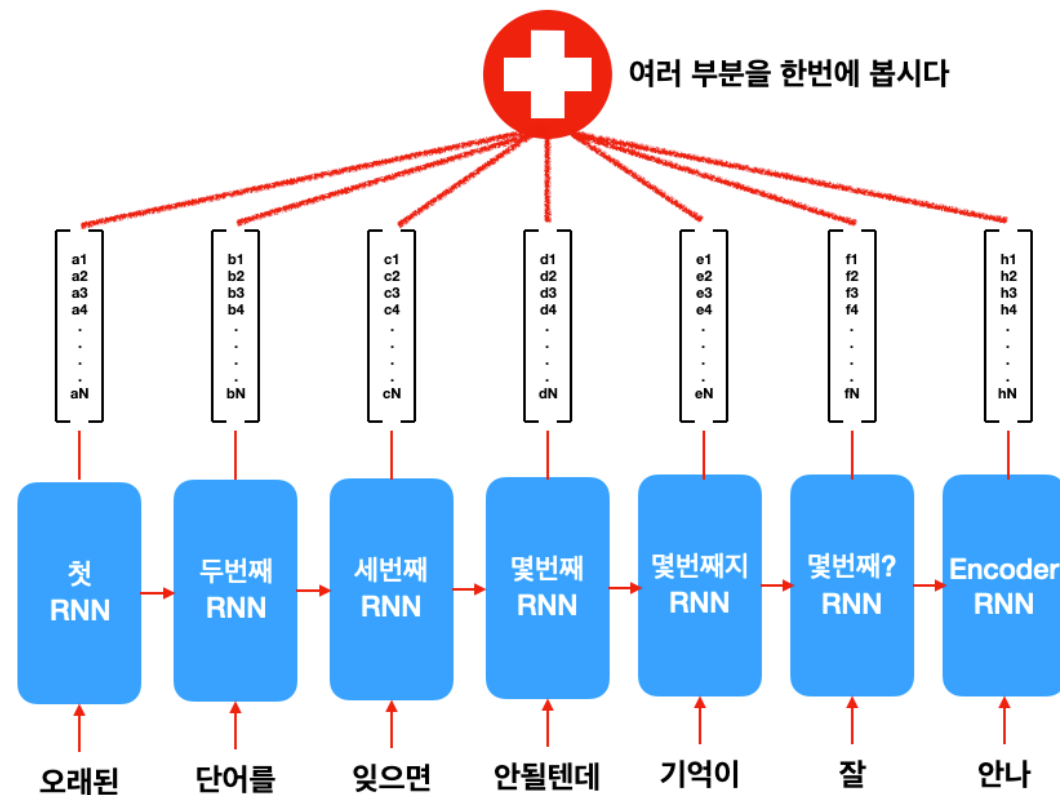 여러 부분을 한번에 봅시다
a1 b1 c1 d1 e1 f1 h1
a2 b2 c2 d2 e2 f2 h2
a3 b3 c3 d3 e3 f3 h3
a4 b4 c4 d4 e4 f4 h4
. . . . . . .
. . . . . . .
. . . . . . .
. . . . . . .
aN bN cN dN eN fN hN
첫 두번째 세번째 몇번째 몇번째지 몇번째? Encoder
RNN RNN RNN RNN RNN RNN RNN
오래된 단어를 잊으면 안될텐데 기억이 잘 안나